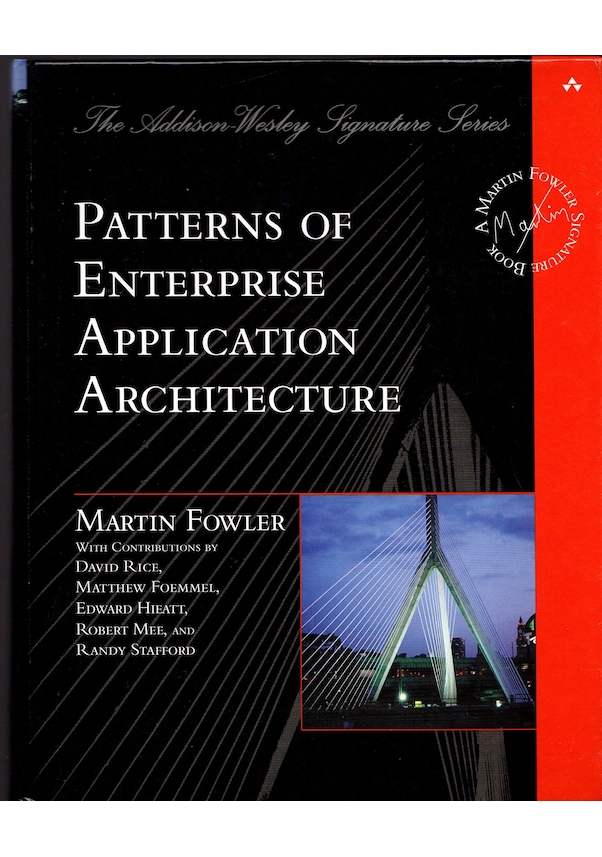 The Addison-Wesley Signature Series
A MARTIN FOWLER SIGNATURE BOOK
Martin
PATTERNS OF
ENTERPRISE
APPLICATION
ARCHITECTURE
MARTIN FOWLER
WITH CONTRIBUTIONS BY
DAVID RICE,
MATTHEW FOEMMEL,
EDWARD HIEATT,
ROBERT MEE, AND
RANDY STAFFORD